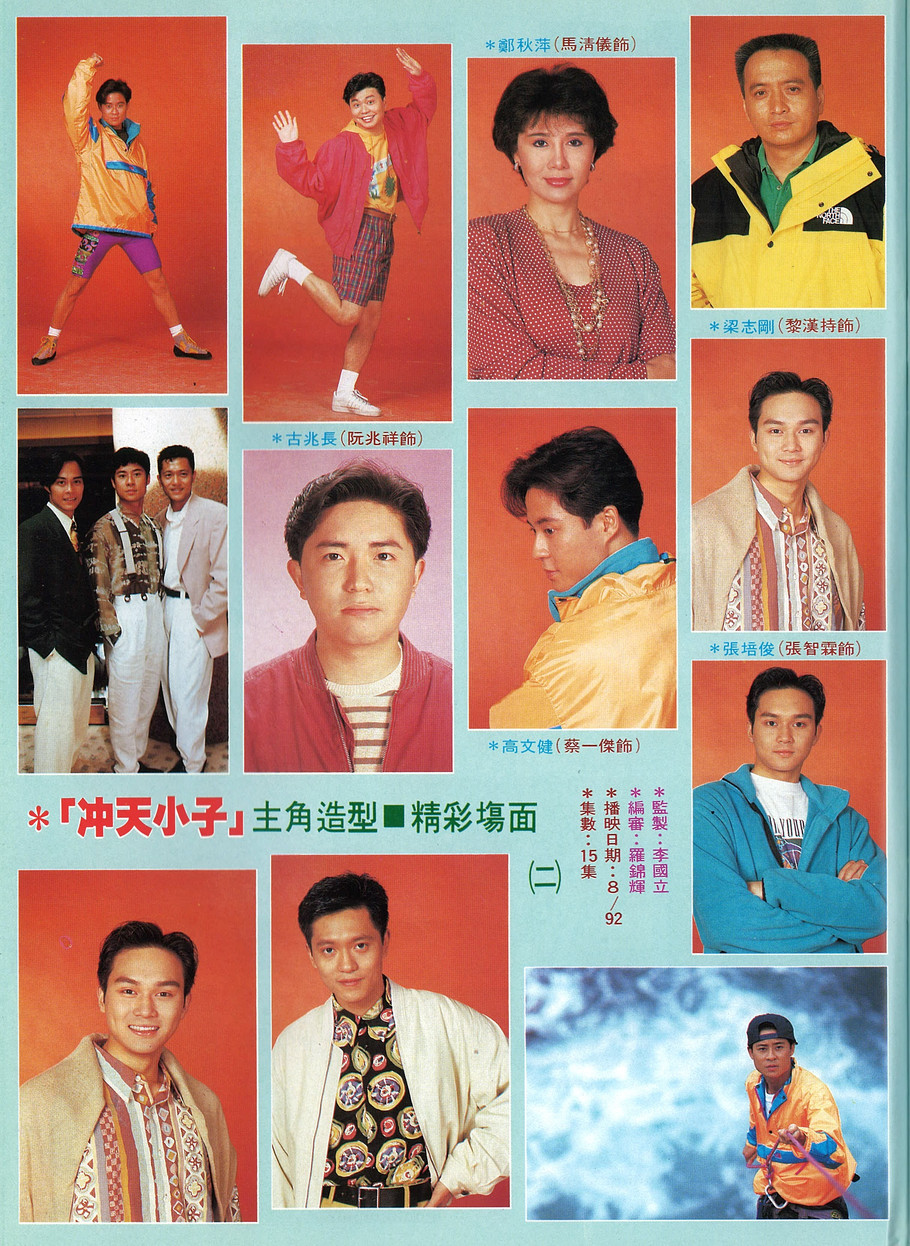 ＊鄭秋萍(馬清儀飾)
THE
NORTH
FACE
＊梁志剛(黎漢持飾)
＊古兆長(阮兆祥飾)
＊張培俊(張智霖飾)
＊高文健(蔡一傑飾)
＊「冲天小子」主角造型■精彩塲面
(二)
＊監製：李國立
＊編審：羅錦輝
＊播映日期：8／92
＊集數：15集